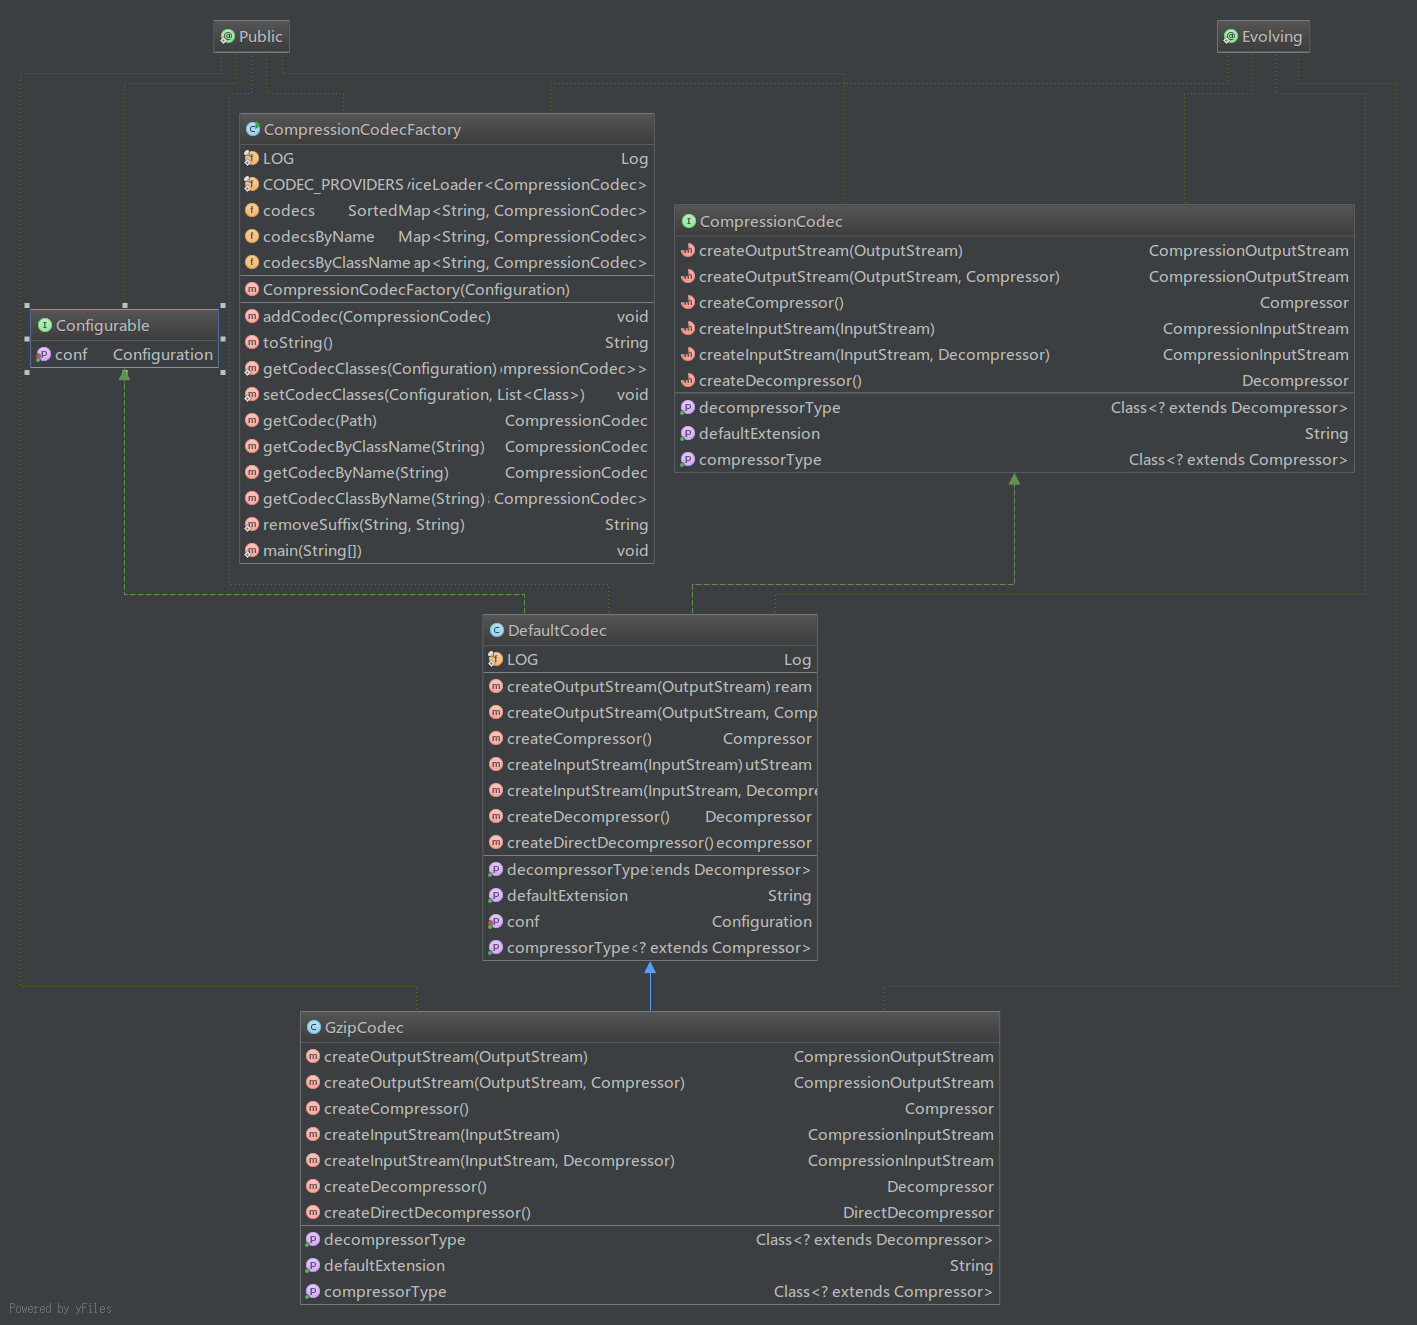 Public
Evolving
CompressionCodecFactory
LOG Log
CODEC_PROVIDERS viceLoader<CompressionCodec>
codecs SortedMap<String, CompressionCodec>
codecsByName Map<String, CompressionCodec>
codecsByClassName ap<String, CompressionCodec>
CompressionCodecFactory(Configuration)
addCodec(CompressionCodec) void
toString() String
getCodecClasses(Configuration) ompressionCodec>>
setCodecClasses(Configuration, List<Class>) void
getCodec(Path) CompressionCodec
getCodecByClassName(String) CompressionCodec
getCodecByName(String) CompressionCodec
getCodecClassByName(String) CompressionCodec>
removeSuffix(String, String) String
main(String[]) void
CompressionCodec
createOutputStream(OutputStream) CompressionOutputStream
createOutputStream(OutputStream, Compressor) CompressionOutputStream
createCompressor() Compressor
createInputStream(InputStream) CompressionInputStream
createInputStream(InputStream, Decompressor) CompressionInputStream
createDecompressor() Decompressor
decompressorType Class<? extends Decompressor>
defaultExtension String
compressorType Class<? extends Compressor>
Configurable
conf Configuration
DefaultCodec
LOG Log
createOutputStream(OutputStream) ream
createOutputStream(OutputStream, Comp
createCompressor() Compressor
createInputStream(InputStream) utStream
createInputStream(InputStream, Decompre
createDecompressor() Decompressor
createDirectDecompressor() ecompressor
decompressorType tends Decompressor>
defaultExtension String
conf Configuration
compressorType <? extends Compressor>
GzipCodec
createOutputStream(OutputStream) CompressionOutputStream
createOutputStream(OutputStream, Compressor) CompressionOutputStream
createCompressor() Compressor
createInputStream(InputStream) CompressionInputStream
createInputStream(InputStream, Decompressor) CompressionInputStream
createDecompressor() Decompressor
createDirectDecompressor() DirectDecompressor
decompressorType Class<? extends Decompressor>
defaultExtension String
compressorType Class<? extends Compressor>
Powered by yFiles